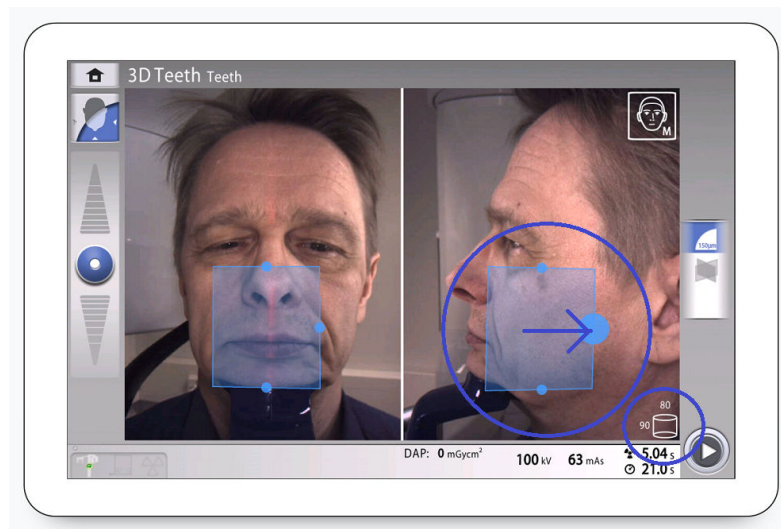 3D Teeth Teeth
M
150µm
80
90
DAP: 0 mGycm²
100 kV 63 mAs
5.04 s
21.0 s